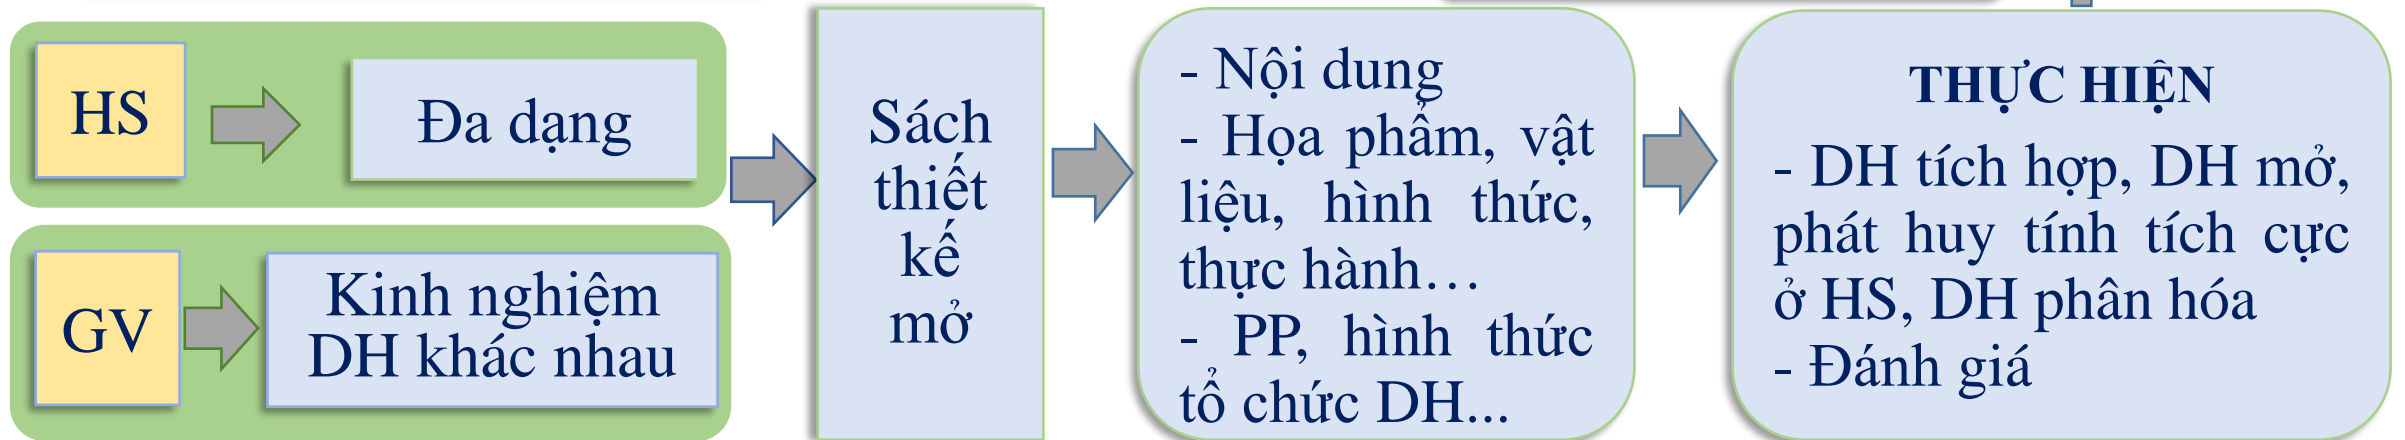 HS
Đa dạng
GV
Kinh nghiệm
DH khác nhau
Sách
thiết
kế
mở
- Nội dung
- Họa phẩm, vật
liệu, hình thức,
thực hành…
- PP, hình thức
tổ chức DH...
THỰC HIỆN
- DH tích hợp, DH mở,
phát huy tính tích cực
ở HS, DH phân hóa
- Đánh giá